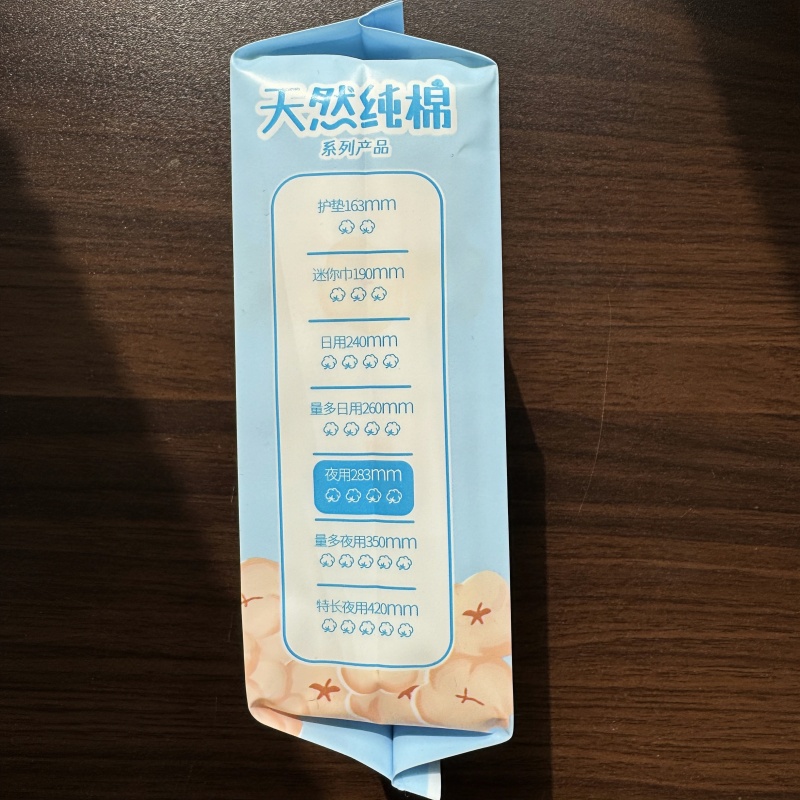 天然纯棉
系列产品
护垫163mm
迷你巾190mm
日用240mm
量多日用260mm
夜用283mm
量多夜用350mm
特长夜用420mm